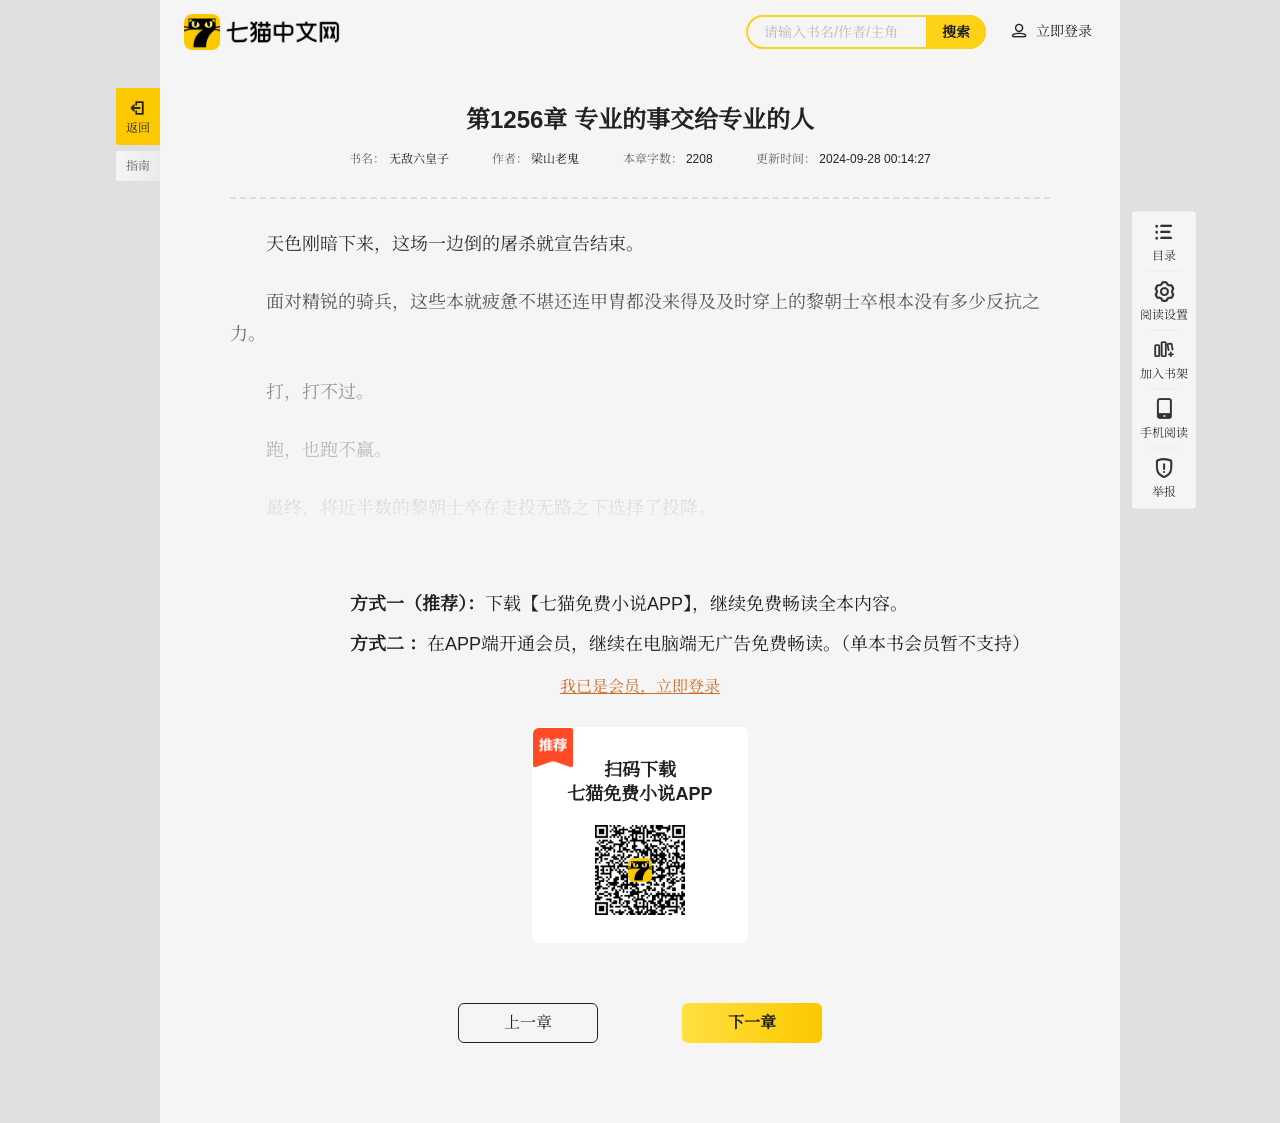 七猫中文网
请输入书名/作者/主角
搜索
立即登录
返回
指南
第1256章 专业的事交给专业的人
书名： 无敌六皇子 作者： 梁山老鬼 本章字数： 2208 更新时间： 2024-09-28 00:14:27
天色刚暗下来，这场一边倒的屠杀就宣告结束。
面对精锐的骑兵，这些本就疲惫不堪还连甲胄都没来得及及时穿上的黎朝士卒根本没有多少反抗之
力。
打，打不过。
跑，也跑不赢。
最终，将近半数的黎朝士卒在走投无路之下选择了投降。
目录
阅读设置
加入书架
手机阅读
举报
方式一（推荐）：下载【七猫免费小说APP】，继续免费畅读全本内容。
方式二 ：在APP端开通会员，继续在电脑端无广告免费畅读。（单本书会员暂不支持）
我已是会员，立即登录
推荐
扫码下载
七猫免费小说APP
上一章
下一章